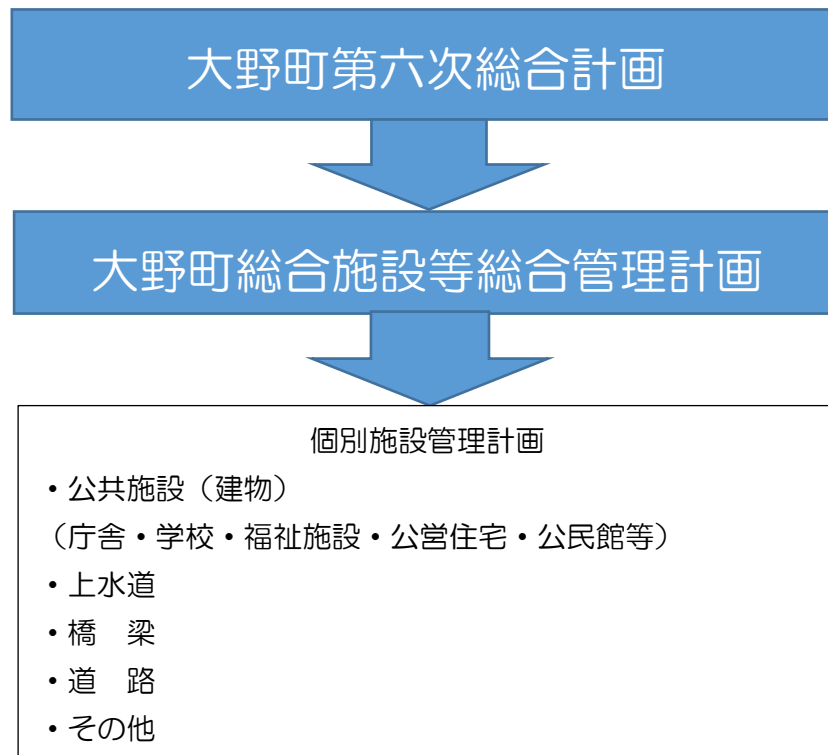 大野町第六次総合計画
大野町総合施設等総合管理計画
個別施設管理計画
・公共施設（建物）
（庁舎・学校・福祉施設・公営住宅・公民館等）
・上水道
・橋　梁
・道　路
・その他